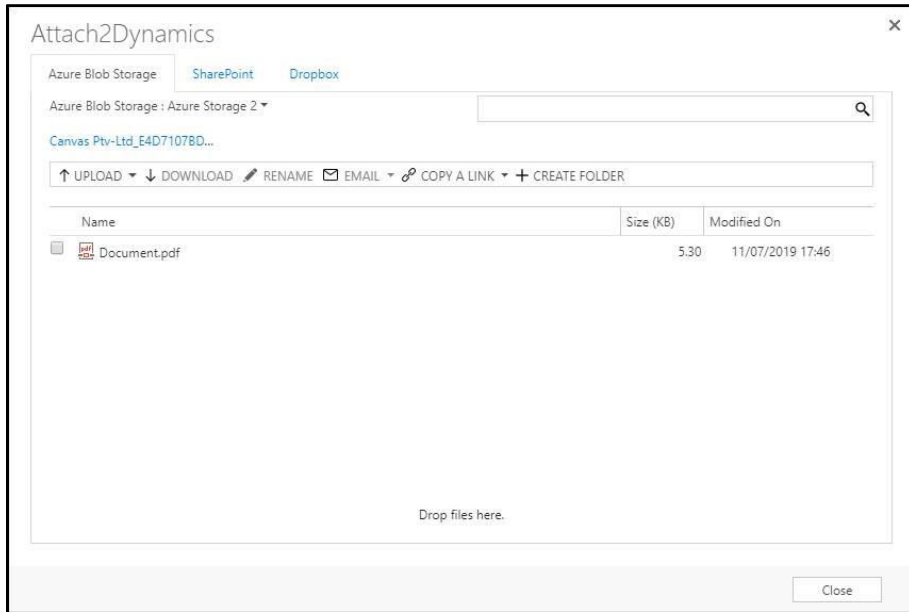 Attach2Dynamics
Azure Blob Storage SharePoint Dropbox
Azure Blob Storage : Azure Storage 2
Canvas Ptv-Ltd_E4D7107BD...
UPLOAD DOWNLOAD RENAME EMAIL COPY A LINK CREATE FOLDER
Name Size (KB) Modified On
Document.pdf 5.30 11/07/2019 17:46
Drop files here.
Close